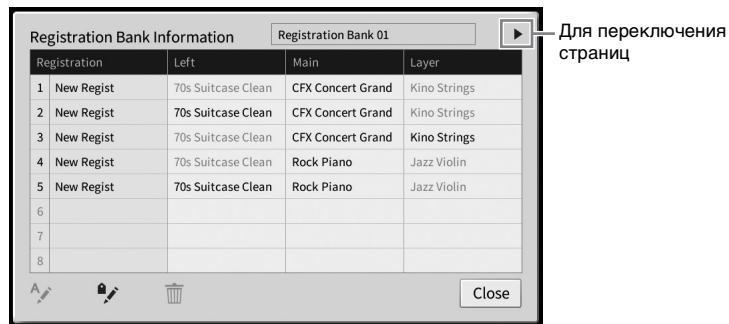 Registration Bank Information
Registration Bank 01
Для переключения
страниц
Registration Left Main Layer
1 New Regist 70s Suitcase Clean CFX Concert Grand Kino Strings
2 New Regist 70s Suitcase Clean CFX Concert Grand Kino Strings
3 New Regist 70s Suitcase Clean CFX Concert Grand Kino Strings
4 New Regist 70s Suitcase Clean Rock Piano Jazz Violin
5 New Regist 70s Suitcase Clean Rock Piano Jazz Violin
6
7
8
A
Close